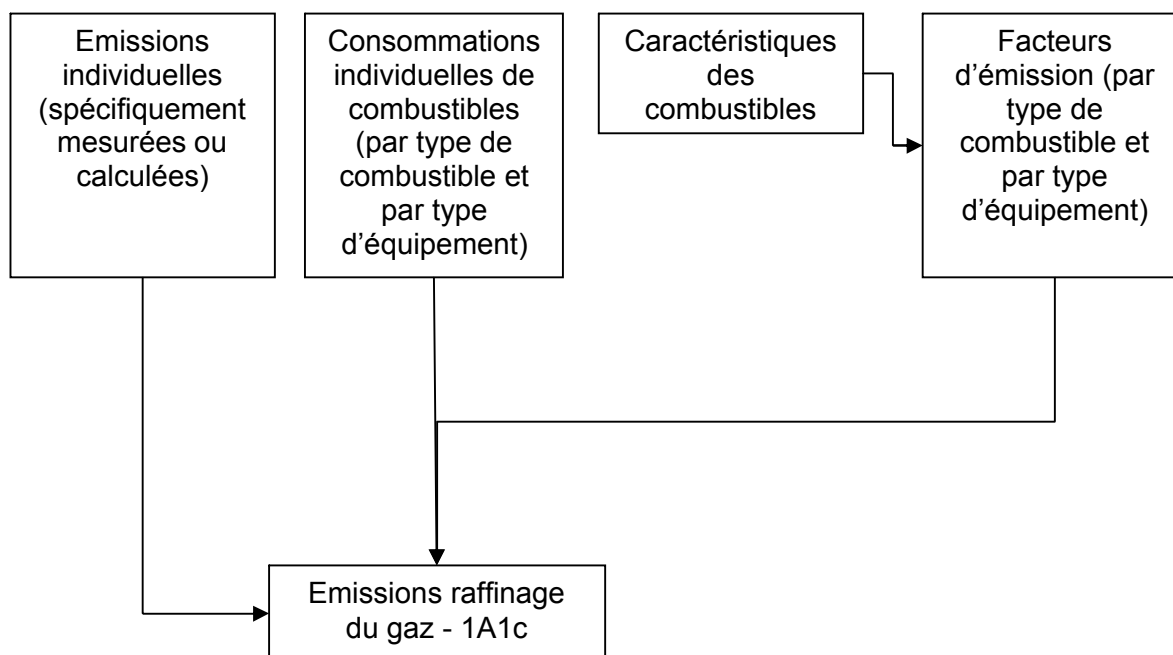 Emissions
individuelles
(spécifiquement
mesurées ou
calculées)
Consommations
individuelles de
combustibles
(par type de
combustible et
par type
d'équipement)
Caractéristiques
des
combustibles
Facteurs
d'émission (par
type de
combustible et
par type
d'équipement)
Emissions raffinage
du gaz - 1A1c